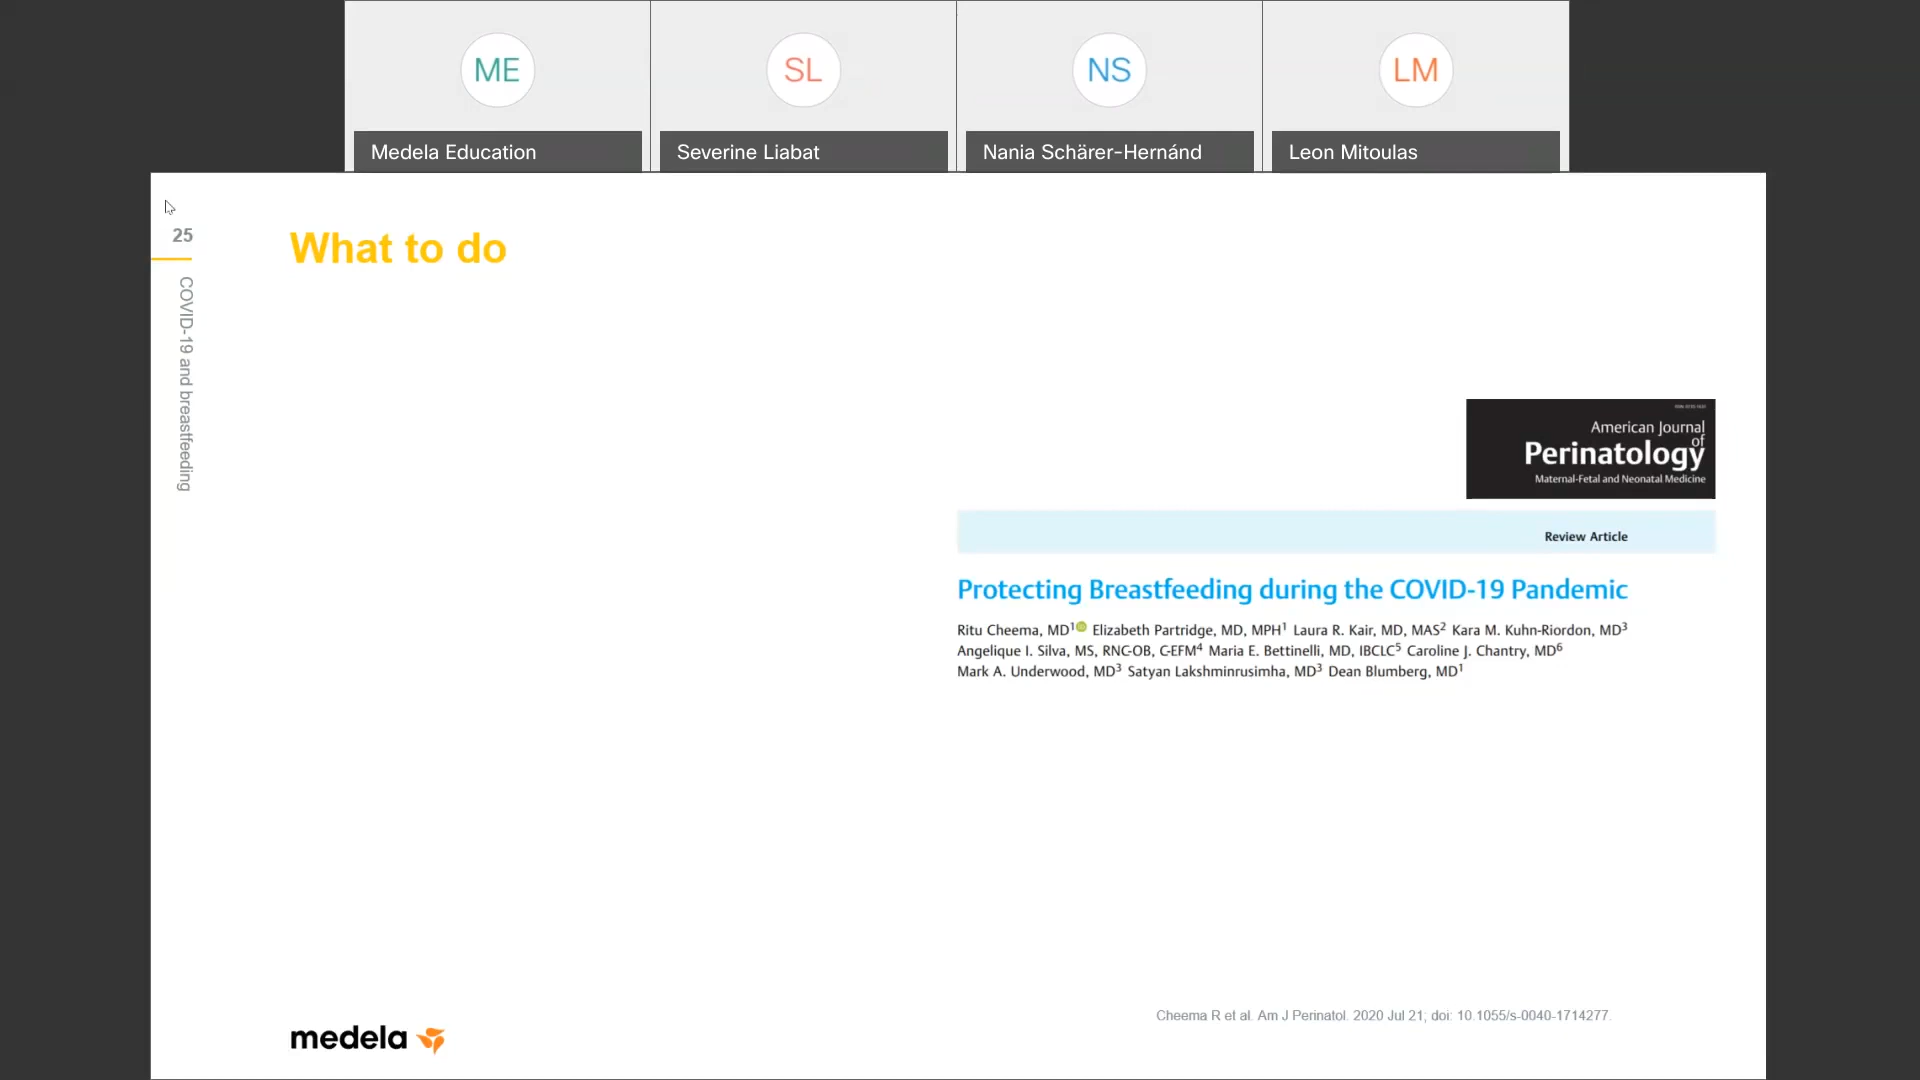 ME
SL
NS
LM
Medela Education
Severine Liabat
Nania Schärer-Hernánd
Leon Mitoulas
25
COVID-19 and breastfeeding
What to do
American Journal
of
Perinatology
Maternal-Fetal and Neonatal Medicine
Review Article
Protecting Breastfeeding during the COVID-19 Pandemic
Ritu Cheema, MD¹ Elizabeth Partridge, MD, MPH¹ Laura R. Kair, MD, MAS² Kara M. Kuhn-Riordon, MD³
Angelique I. Silva, MS, RNC-OB, C-EFM⁴ Maria E. Bettinelli, MD, IBCLC⁵ Caroline J. Chantry, MD⁶
Mark A. Underwood, MD³ Satyan Lakshminrusimha, MD³ Dean Blumberg, MD¹
Cheema R et al. Am J Perinatol. 2020 Jul 21; doi: 10.1055/s-0040-1714277.
medela